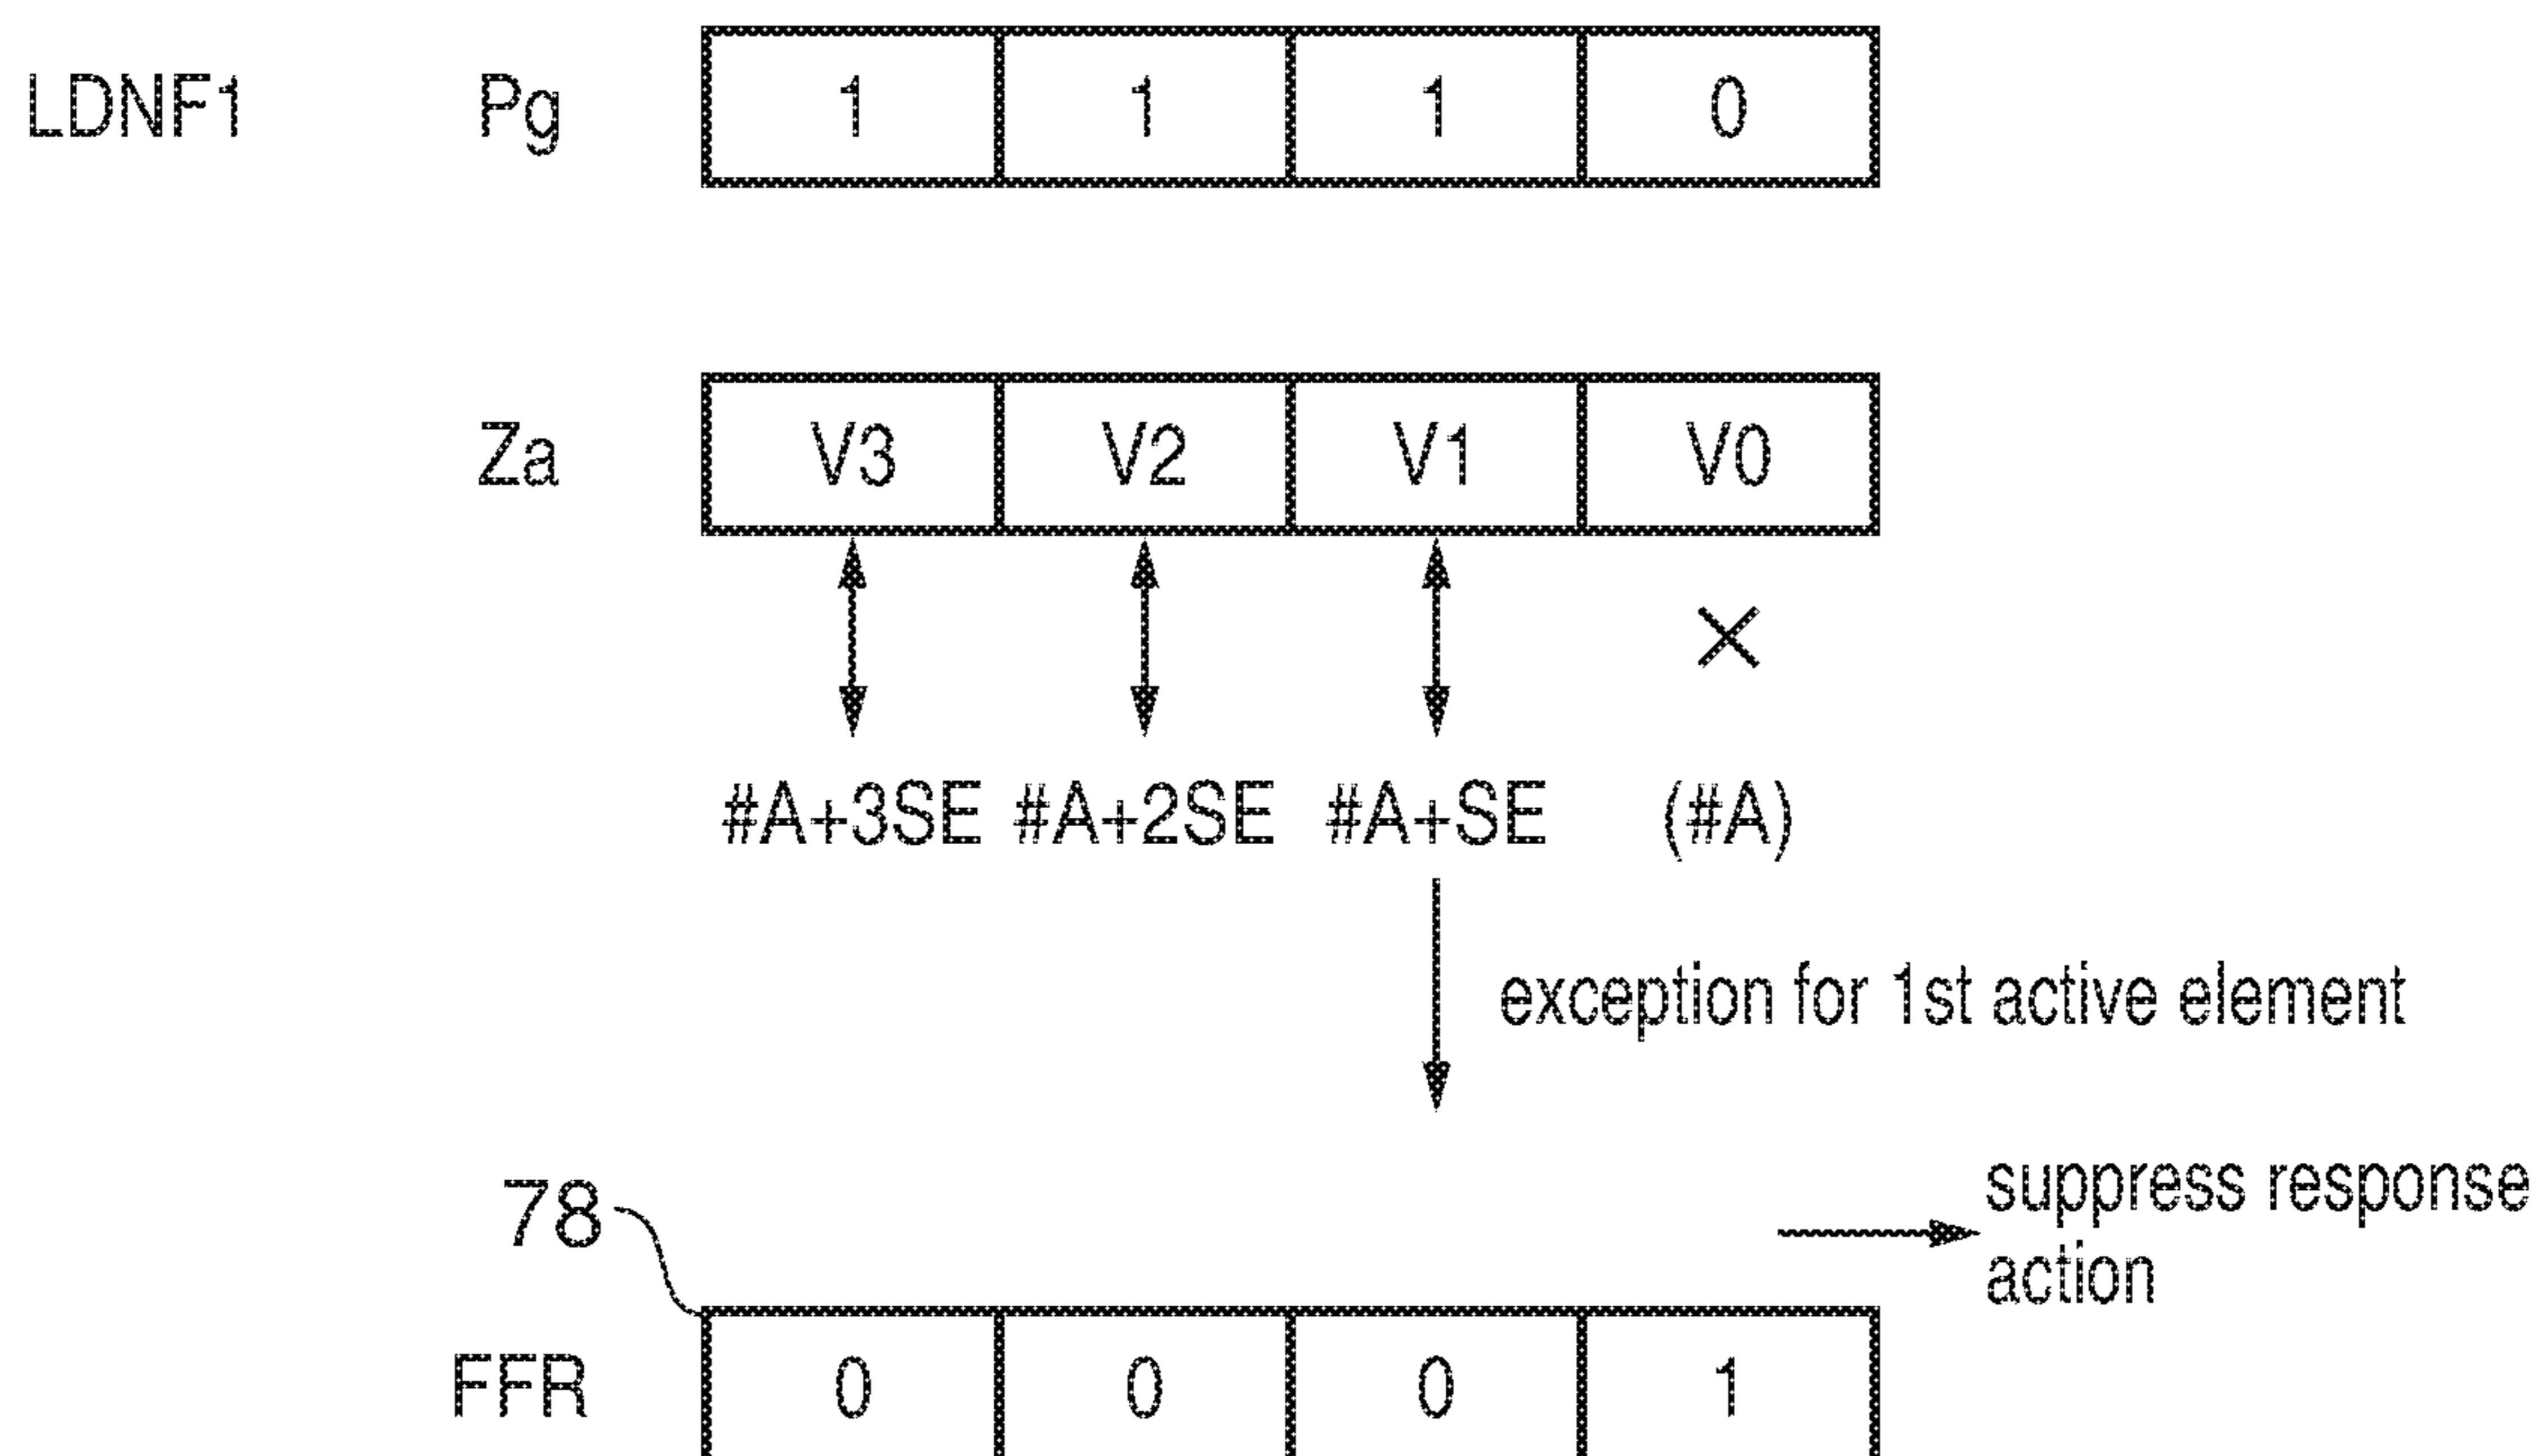 LDNF1 Pg 1 1 1 0
Za V3 V2 V1 V0
#A+3SE #A+2SE #A+SE (#A)
exception for 1st active element
78
suppress response
action
FFR 0 0 0 1